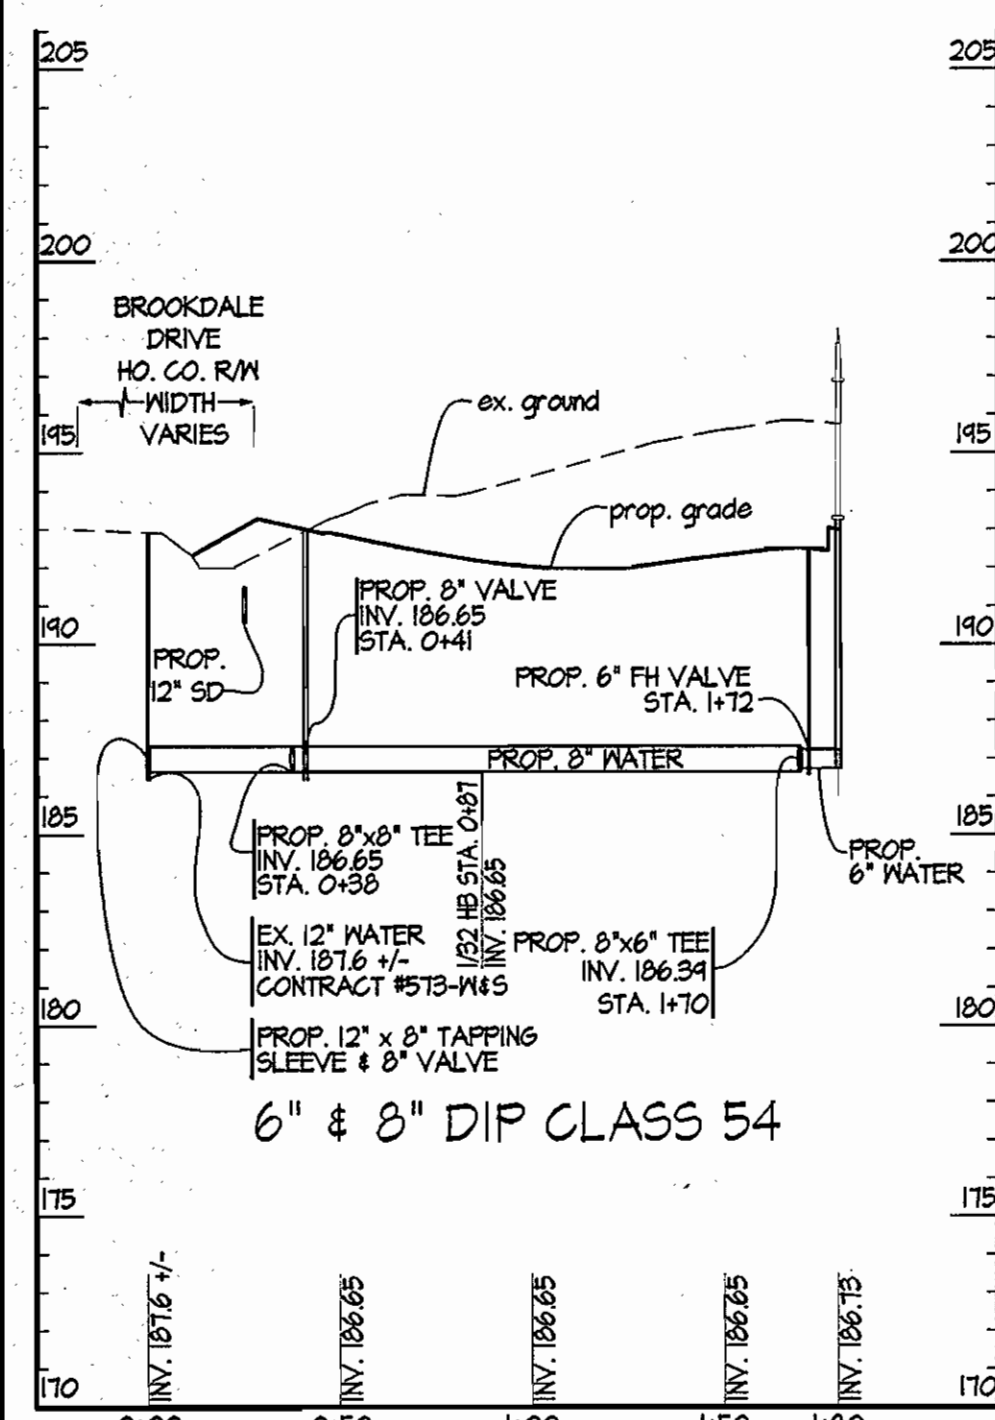 205
205
200
200
BROOKDALE
DRIVE
HO. CO. R/W
WIDTH
VARIES
195
195
ex. ground
prop. grade
PROP. 8" VALVE
INV. 186.65
STA. 0+41
190
190
PROP.
12" SD
PROP. 6" FH VALVE
STA. 1+72
PROP. 8" WATER
185
185
PROP. 8"x8" TEE
INV. 186.65
STA. 0+38
1/32 HB STA. 0+87
INV. 186.65
PROP.
6" WATER
EX. 12" WATER
INV. 187.6 +/-
CONTRACT #573-W&S
PROP. 8"x6" TEE
INV. 186.39
STA. 1+70
180
180
PROP. 12" x 8" TAPPING
SLEEVE & 8" VALVE
6" & 8" DIP CLASS 54
175
175
INV. 187.6 +/-
INV. 186.65
INV. 186.65
INV. 186.65
INV. 186.73
170
170